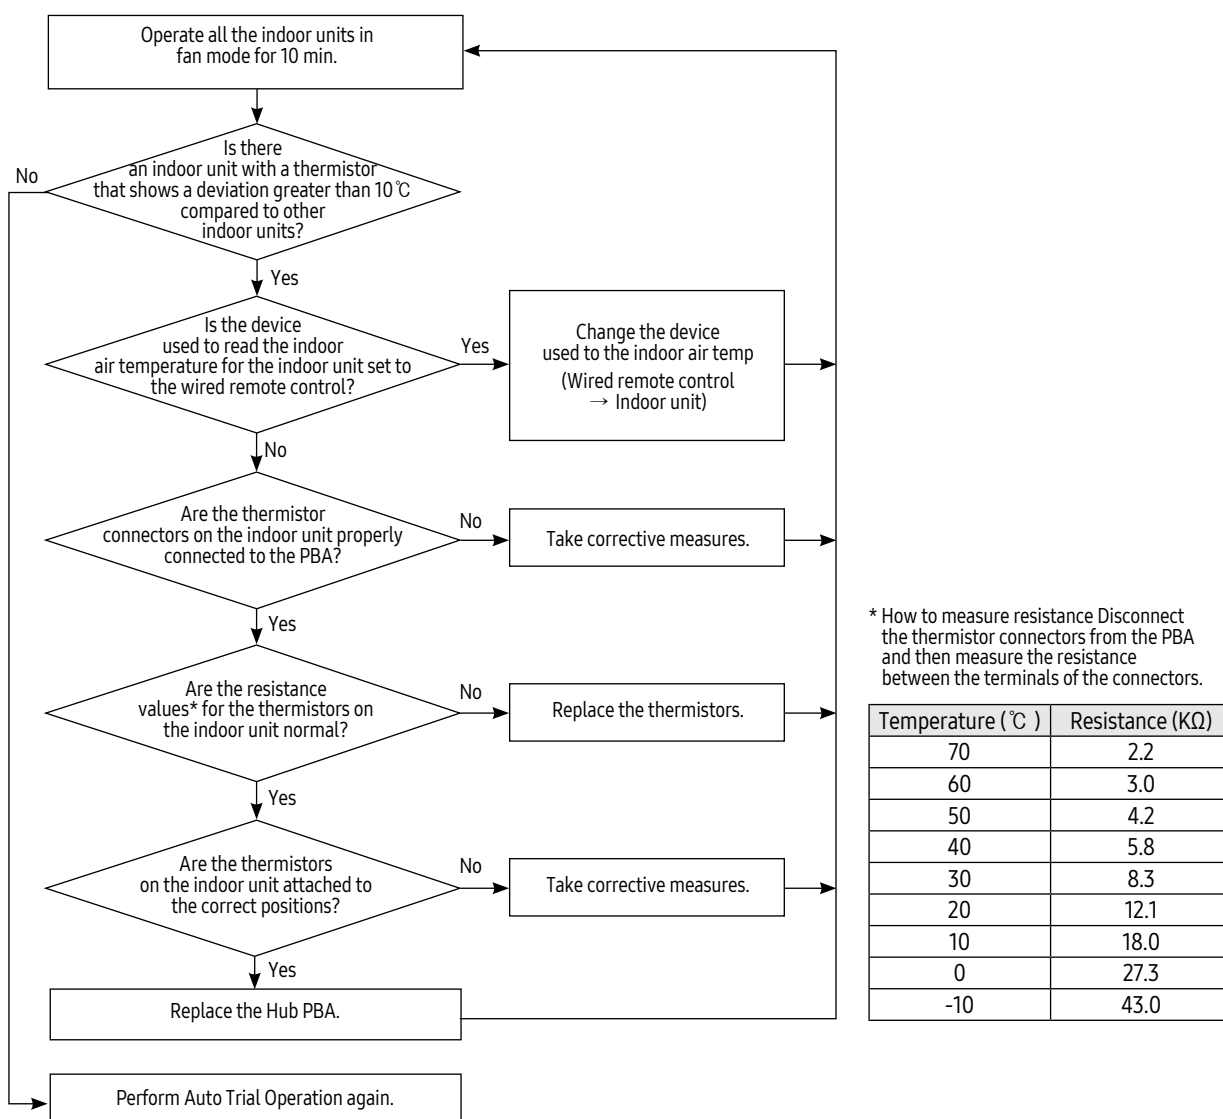 Operate all the indoor units in
fan mode for 10 min.
Is there
an indoor unit with a thermistor
that shows a deviation greater than 10℃
compared to other
indoor units?
No
Yes
Is the device
used to read the indoor
air temperature for the indoor unit set to
the wired remote control?
Yes
Change the device
used to the indoor air temp
(Wired remote control
→ Indoor unit)
No
Are the thermistor
connectors on the indoor unit properly
connected to the PBA?
No
Take corrective measures.
Yes
Are the resistance
values* for the thermistors on
the indoor unit normal?
No
Replace the thermistors.
Yes
Are the thermistors
on the indoor unit attached to
the correct positions?
No
Take corrective measures.
Yes
Replace the Hub PBA.
Perform Auto Trial Operation again.
* How to measure resistance Disconnect
the thermistor connectors from the PBA
and then measure the resistance
between the terminals of the connectors.
Temperature (℃ ) Resistance (KΩ)
70 2.2
60 3.0
50 4.2
40 5.8
30 8.3
20 12.1
10 18.0
0 27.3
-10 43.0